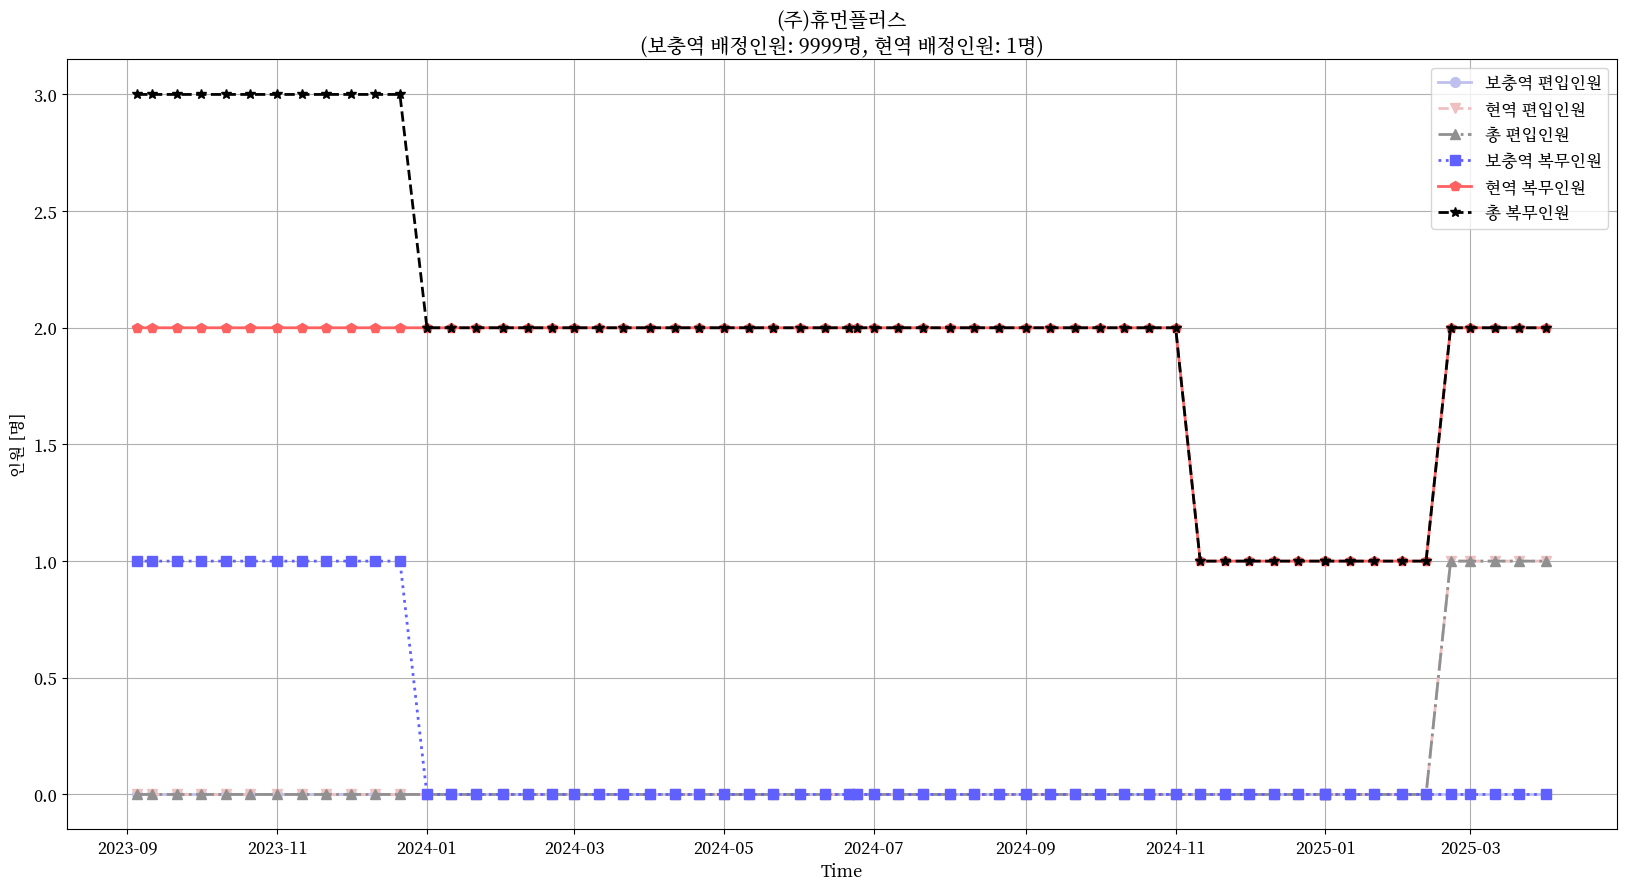 (주)휴먼플러스
(보충역 배정인원: 9999명, 현역 배정인원: 1명)
보충역 편입인원
현역 편입인원
총 편입인원
보충역 복무인원
현역 복무인원
총 복무인원
인원 [명]
3.0
2.5
2.0
1.5
1.0
0.5
0.0
2023-09 2023-11 2024-01 2024-03 2024-05 2024-07 2024-09 2024-11 2025-01 2025-03
Time